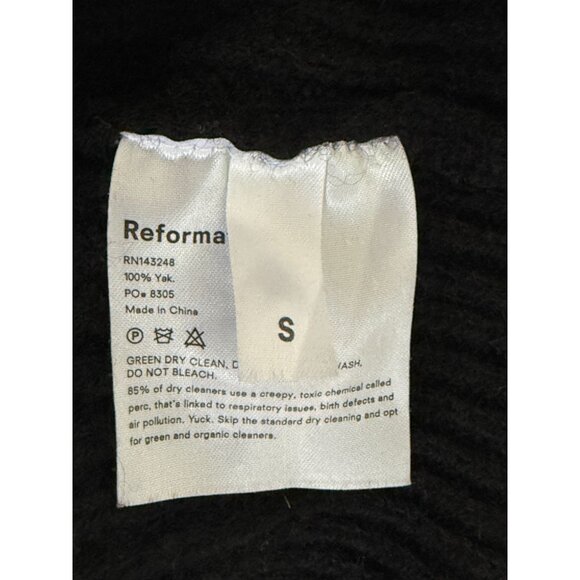 Reforma
RN143248
100% Yak.
PO# 8305
Made in China
P
S
GREEN DRY CLEAN, D
ASH.
DO NOT BLEACH.
85% of dry cleaners use a creepy, toxic chemical called
perc, that's linked to respiratory issues, birth defects and
air pollution. Yuck. Skip the standard dry cleaning and opt
for green and organic cleaners.